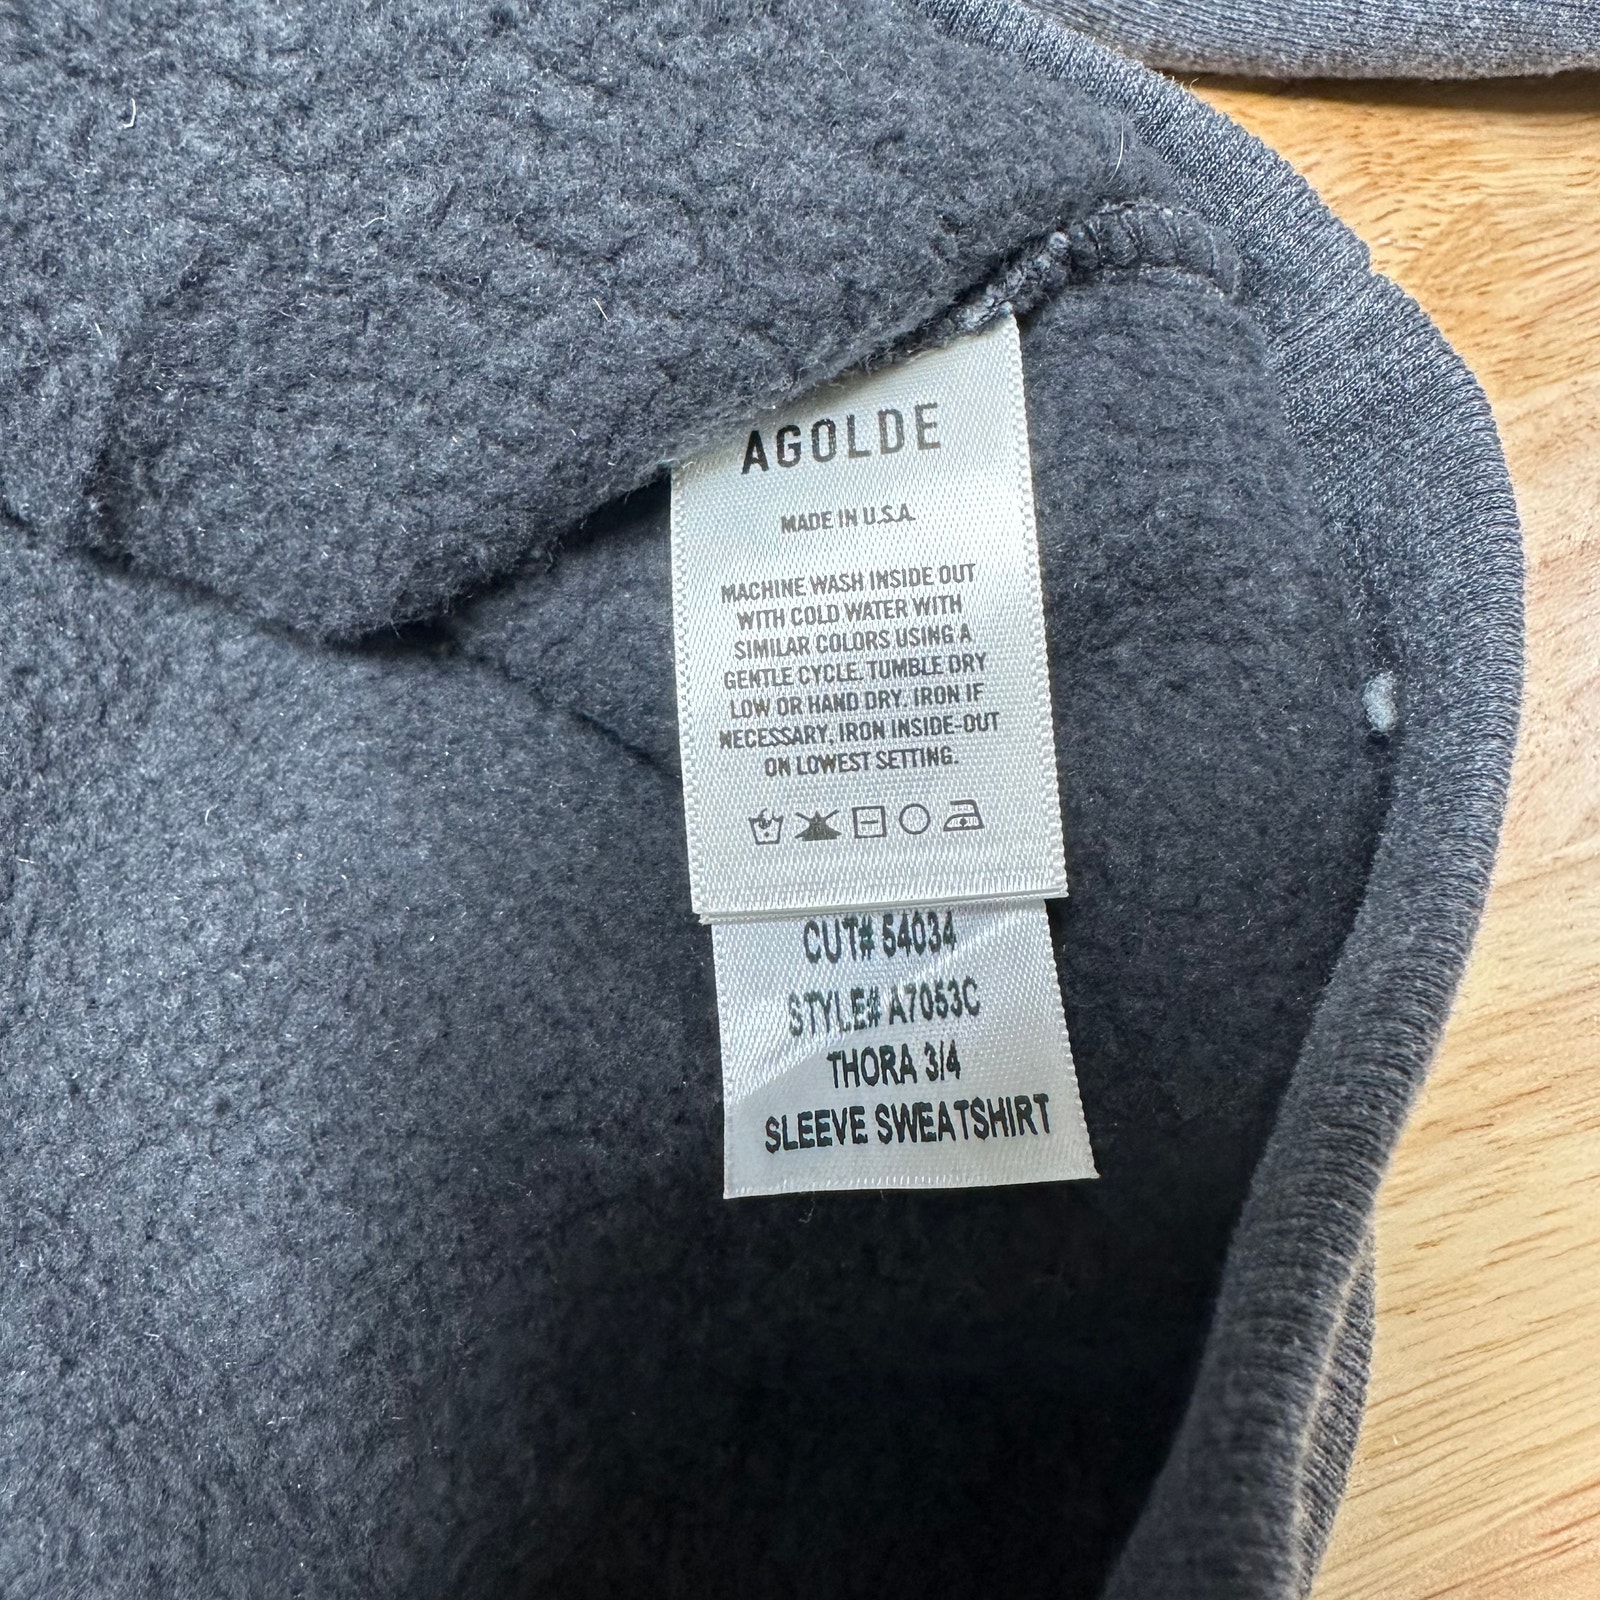 AGOLDE
MADE IN U.S.A.
MACHINE WASH INSIDE OUT
WITH COLD WATER WITH
SIMILAR COLORS USING A
GENTLE CYCLE. TUMBLE DRY
LOW OR HAND DRY. IRON IF
NECESSARY, IRON INSIDE-OUT
ON LOWEST SETTING.
CUT# 54034
STYLE# A7053C
THORA 3/4
SLEEVE SWEATSHIRT